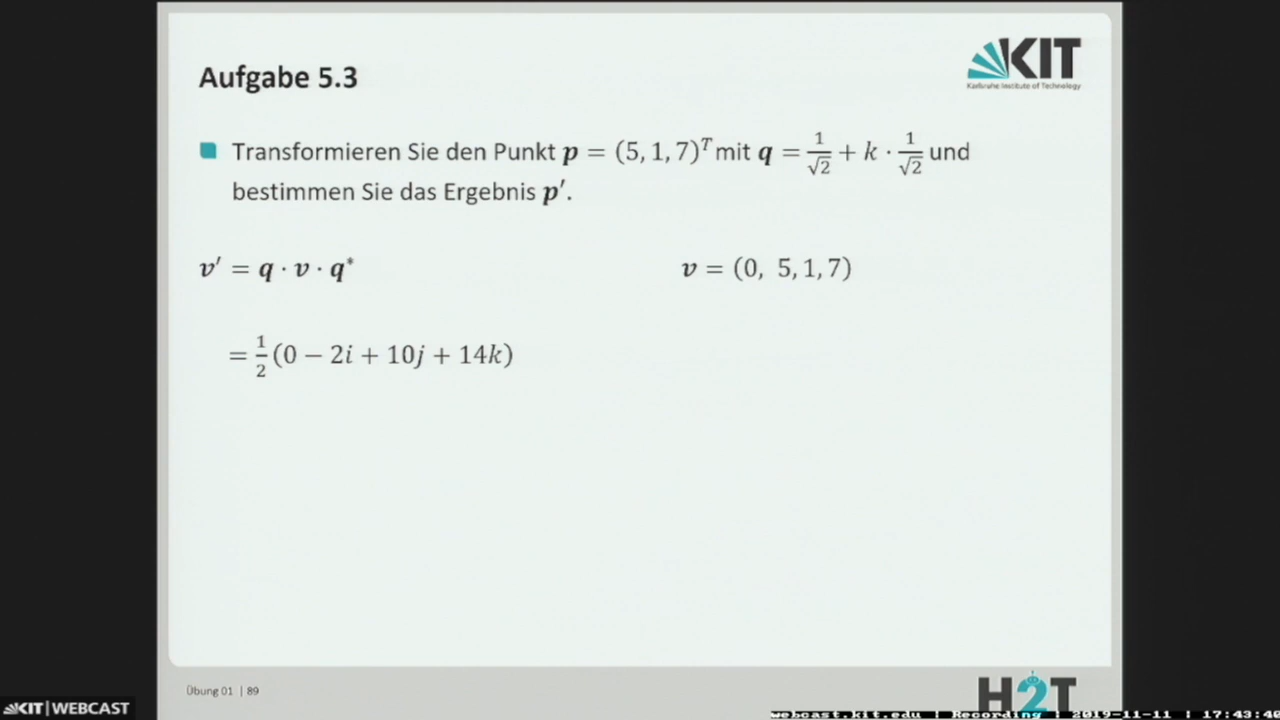 KIT
Karlsruhe Institute of Technology
Aufgabe 5.3
Transformieren Sie den Punkt p = (5, 1, 7)^T mit q = 1/√2 + k · 1/√2 und
bestimmen Sie das Ergebnis p′.
v′ = q · v · q* v = (0, 5, 1, 7)
= 1/2 (0 − 2i + 10j + 14k)
Übung 01 | 89
H2T
KIT | WEBCAST
webcast.kit.edu | Recording | 2019-11-11 | 17:43:40